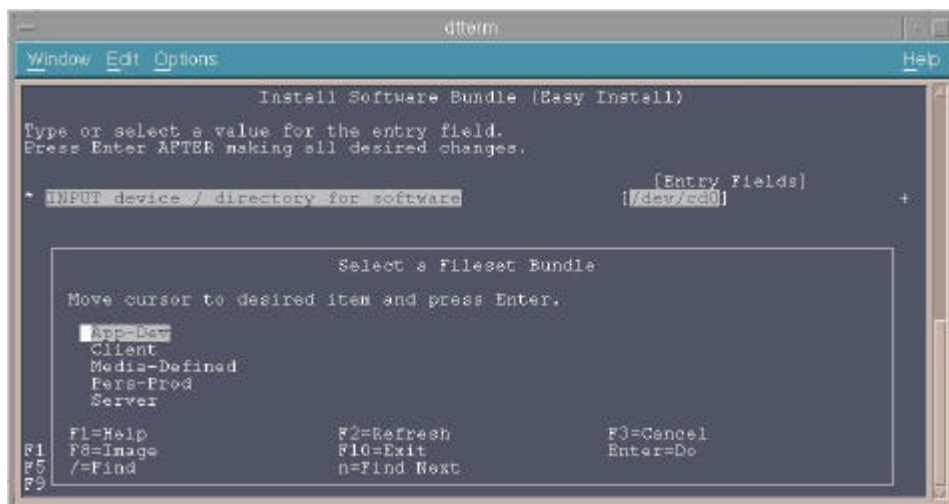 dtterm
Window Edit Options Help
Install Software Bundle (Easy Install)
Type or select a value for the entry field.
Press Enter AFTER making all desired changes.
[Entry Fields]
* INPUT device / directory for software [/dev/cd0] +
Select a Fileset Bundle
Move cursor to desired item and press Enter.
App-Dev
Client
Media-Defined
Pers-Prod
Server
F1=Help F2=Refresh F3=Cancel
F1 F8=Image F10=Exit Enter=Do
F5 /=Find n=Find Next
F9